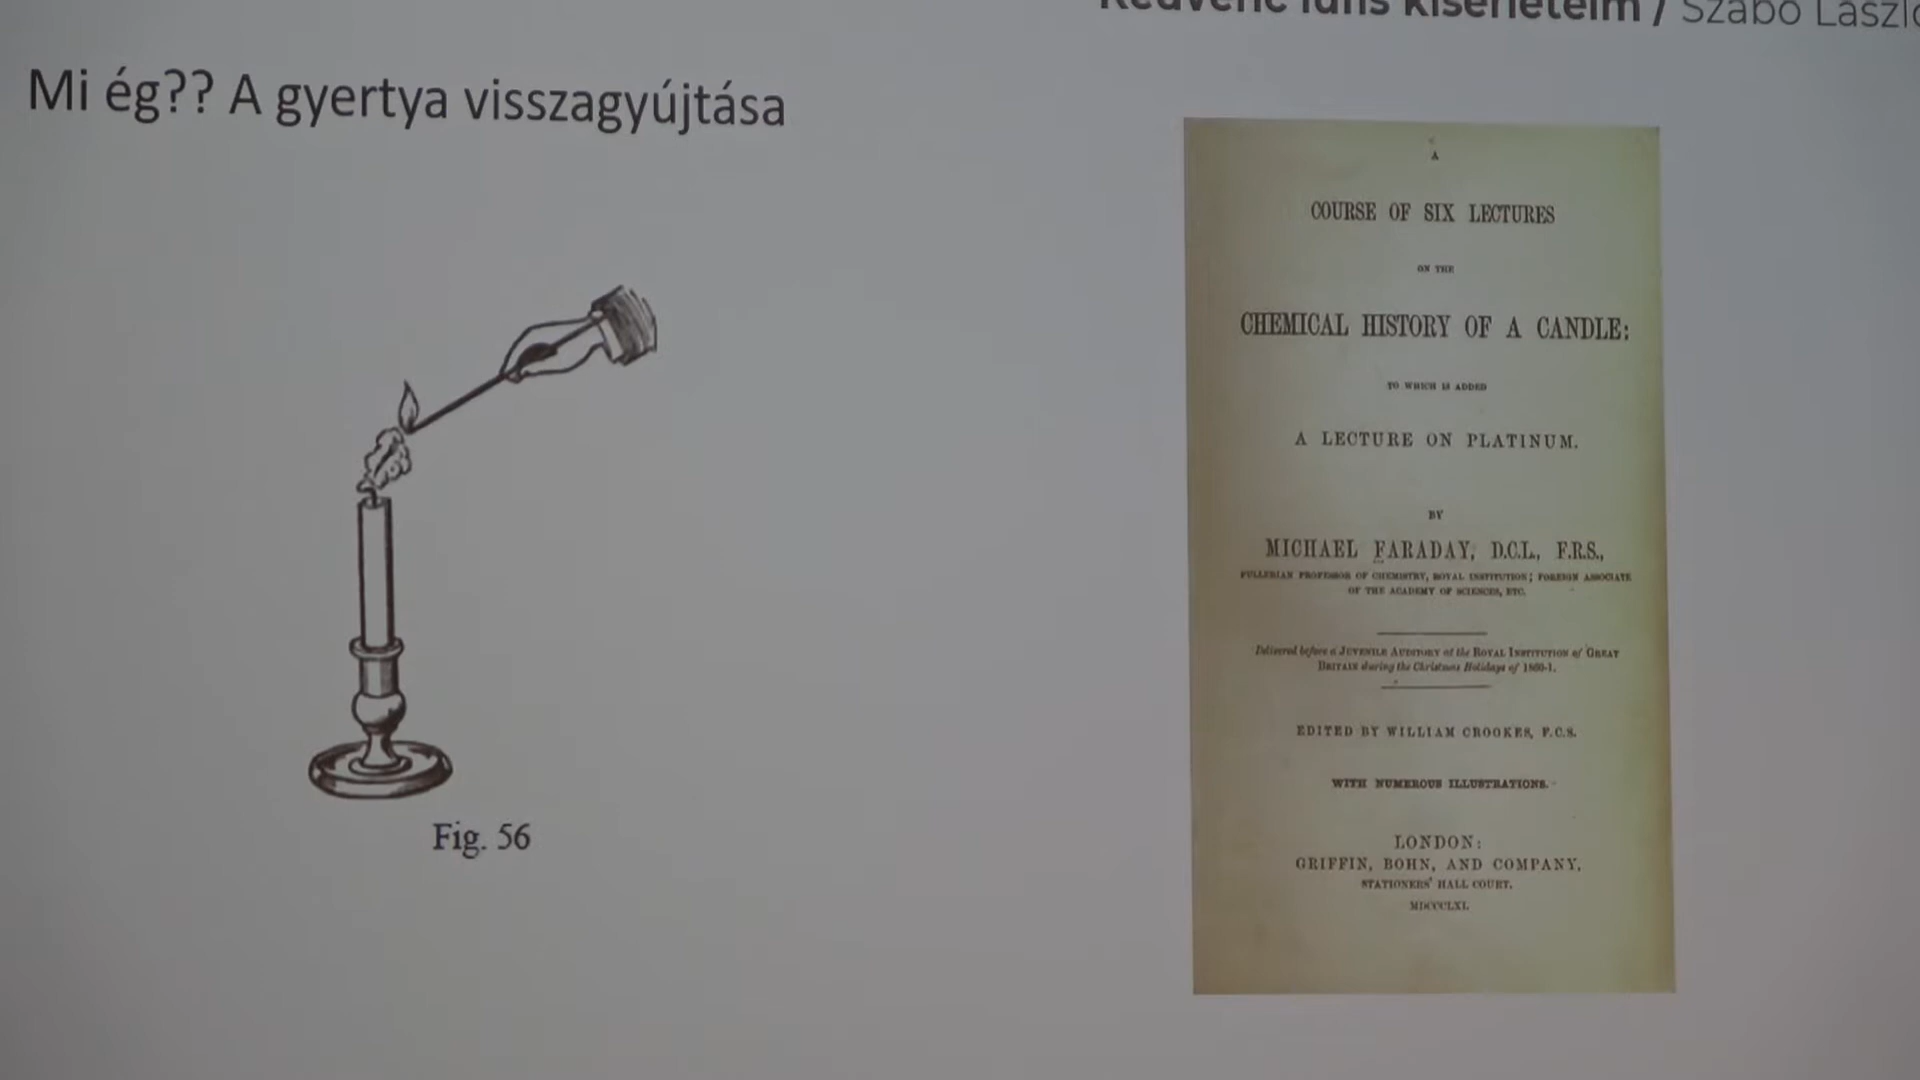 Kedvenc idns kísérleteim / Szabó László
Mi ég?? A gyertya visszagyújtása
Fig. 56
A
COURSE OF SIX LECTURES
ON THE
CHEMICAL HISTORY OF A CANDLE:
TO WHICH IS ADDED
A LECTURE ON PLATINUM.
BY
MICHAEL FARADAY, D.C.L., F.R.S.,
FULLERIAN PROFESSOR OF CHEMISTRY, ROYAL INSTITUTION; FOREIGN ASSOCIATE
OF THE ACADEMY OF SCIENCES, ETC.
Delivered before a JUVENILE AUDITORY at the ROYAL INSTITUTION of GREAT
BRITAIN during the Christmas Holidays of 1860-1.
EDITED BY WILLIAM CROOKES, F.C.S.
WITH NUMEROUS ILLUSTRATIONS.
LONDON:
GRIFFIN, BOHN, AND COMPANY,
STATIONERS' HALL COURT.
MDCCCLXI.